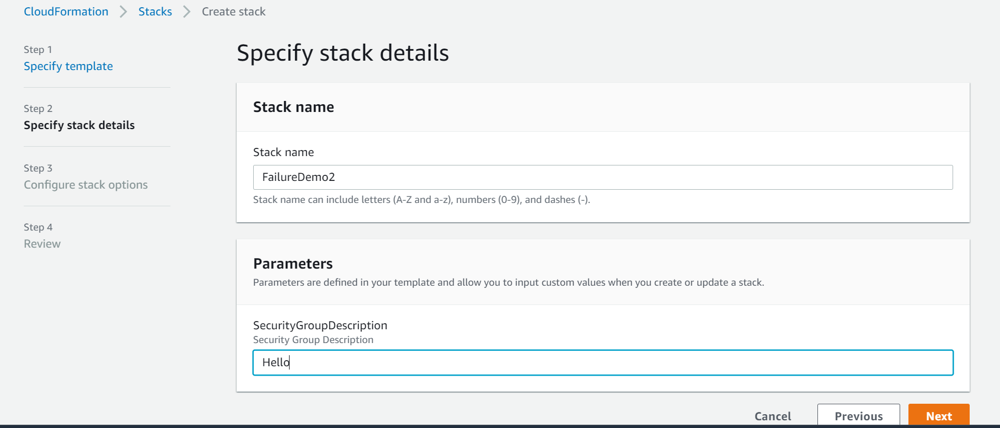 CloudFormation > Stacks > Create stack
Step 1
Specify template
Step 2
Specify stack details
Step 3
Configure stack options
Step 4
Review
Specify stack details
Stack name
Stack name
FailureDemo2
Stack name can include letters (A-Z and a-z), numbers (0-9), and dashes (-).
Parameters
Parameters are defined in your template and allow you to input custom values when you create or update a stack.
SecurityGroupDescription
Security Group Description
Hello
Cancel Previous Next